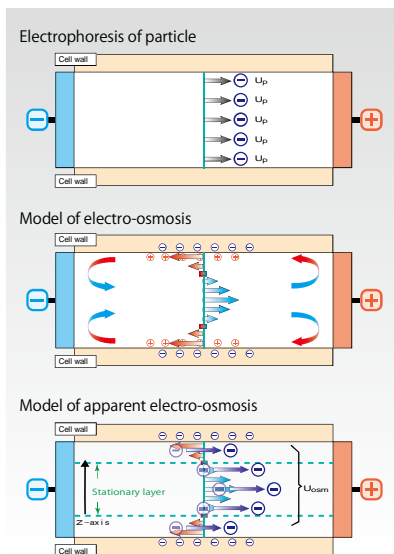 Electrophoresis of particle
Cell wall
Up
Up
Up
Up
Up
Cell wall
Model of electro-osmosis
Cell wall
Cell wall
Model of apparent electro-osmosis
Cell wall
Stationary layer
Uosm
Z-axis
Cell wall